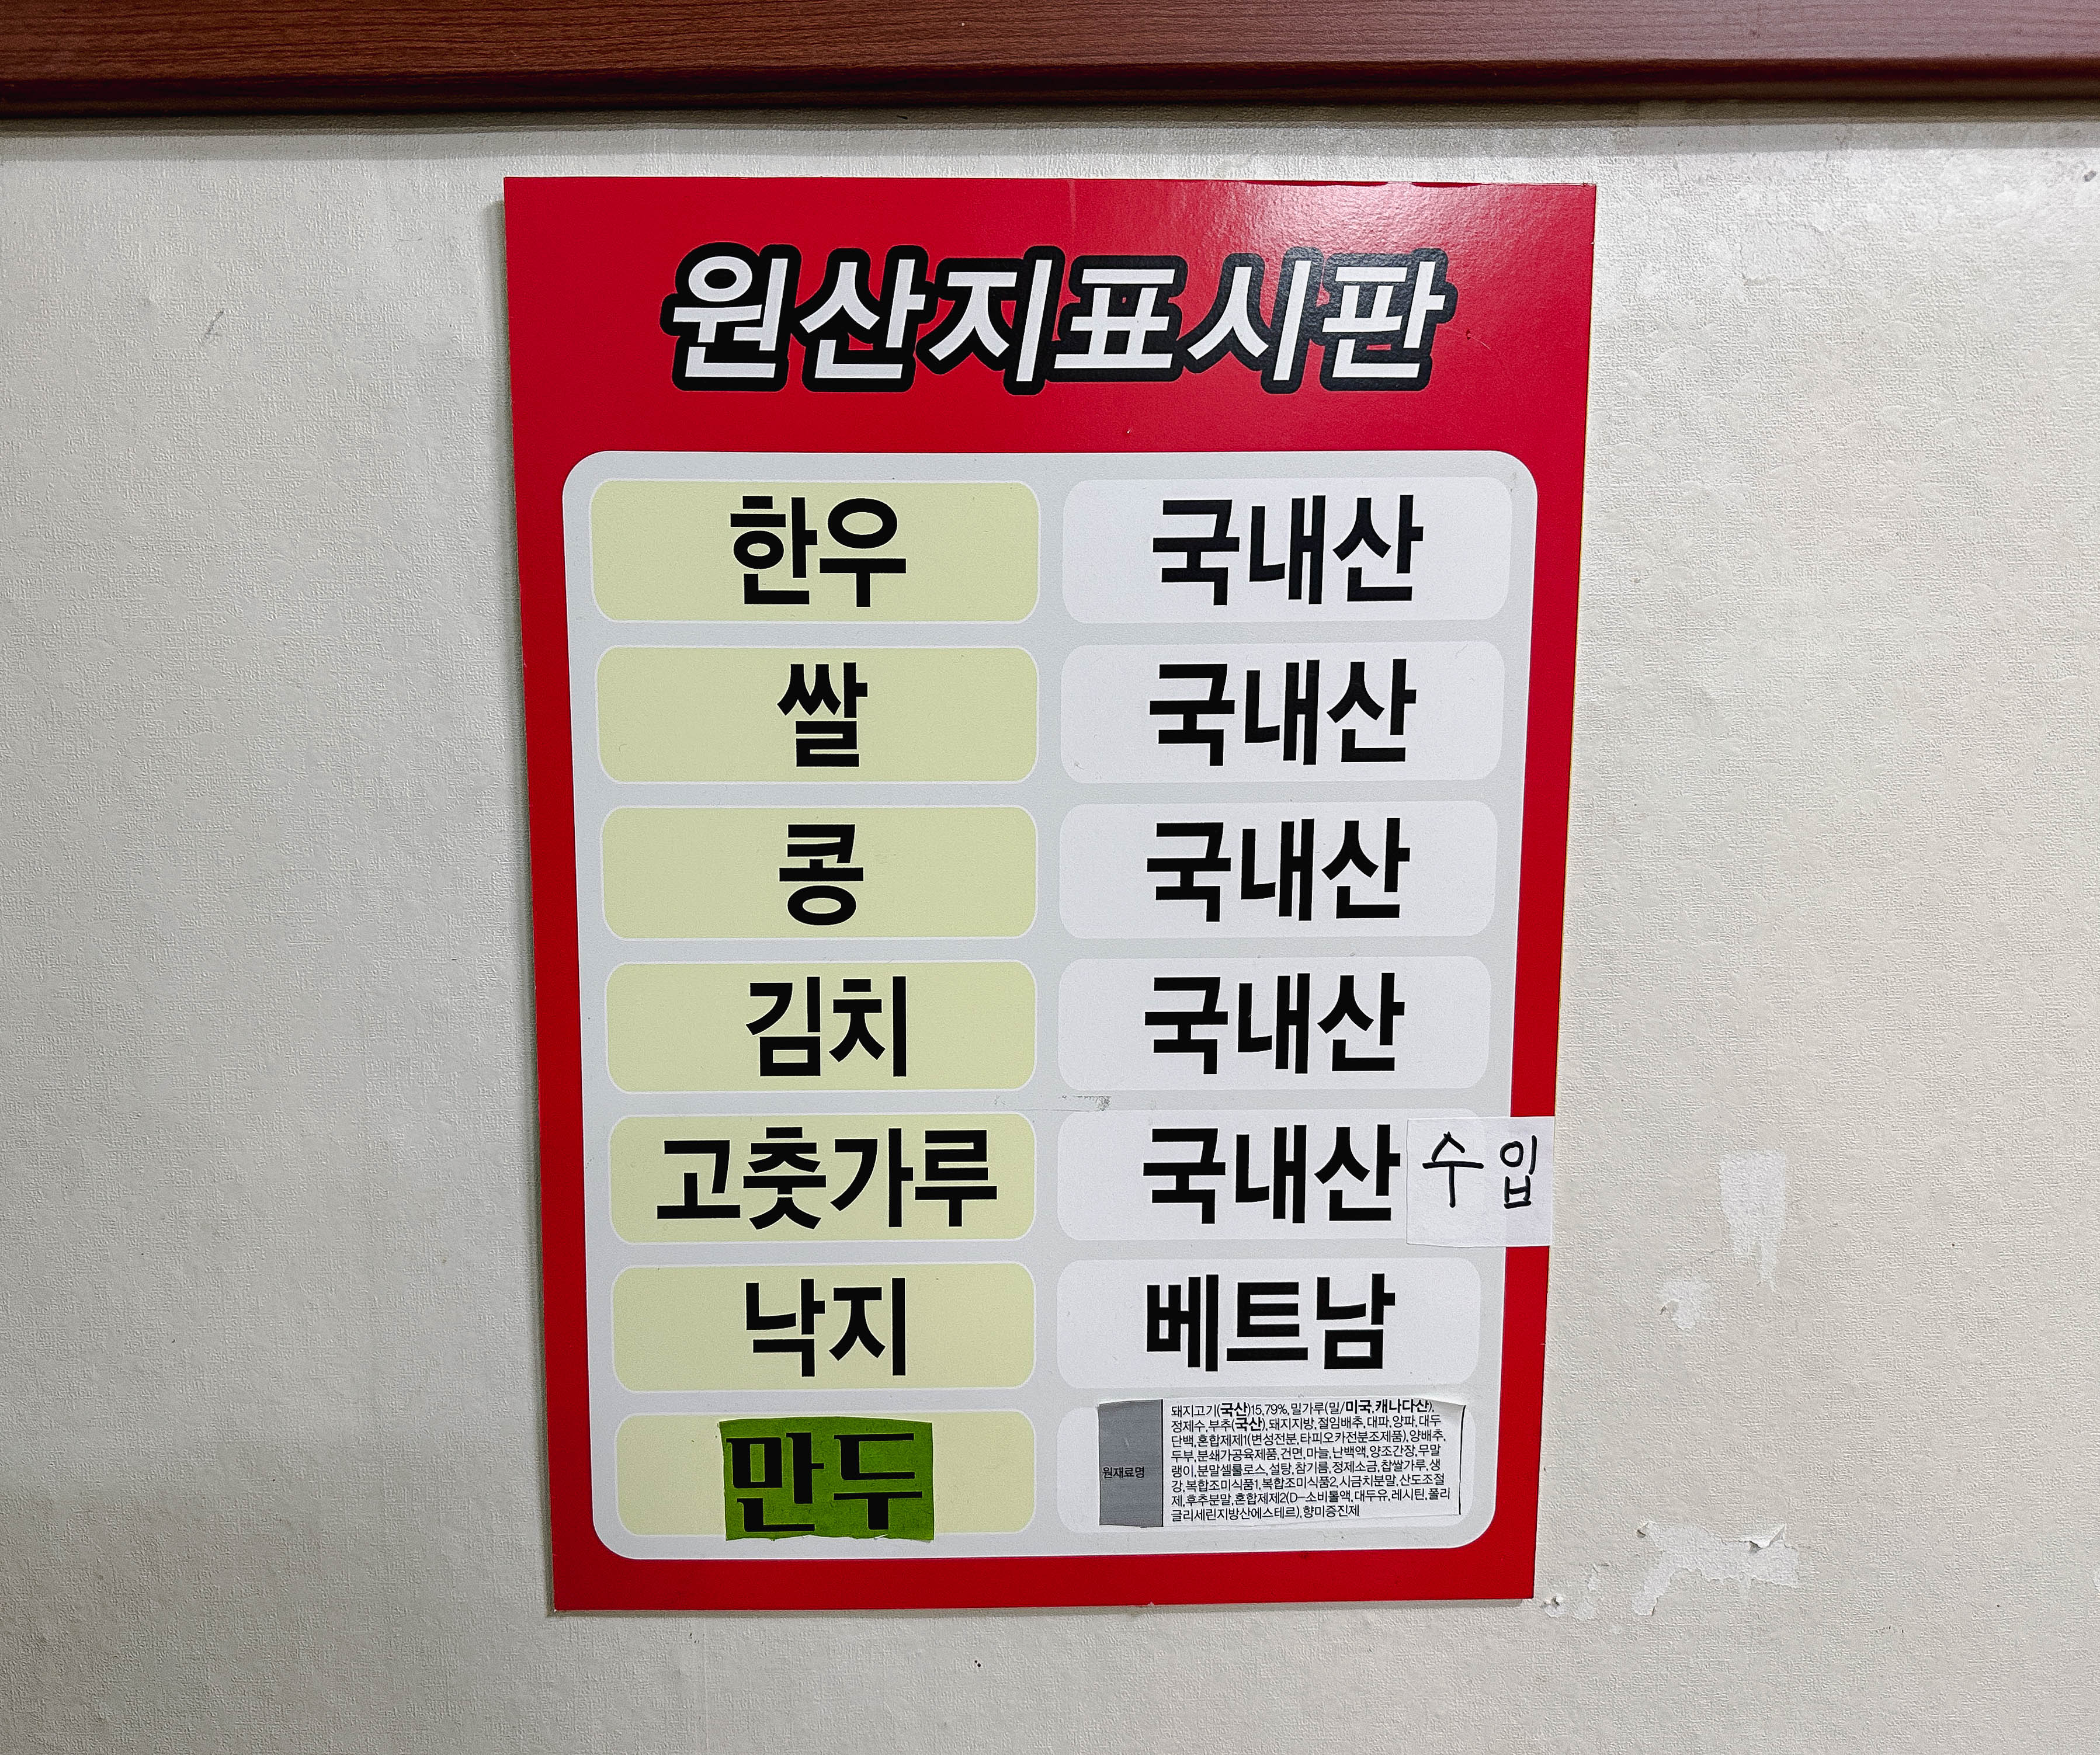 원산지표시판
한우 국내산
쌀 국내산
콩 국내산
김치 국내산
고춧가루 국내산 수입
낙지 베트남
만두
원재료명
돼지고기(국산)15.79%,밀가루(밀/미국,캐나다산),
정제수,부추(국산),돼지지방,절임배추,대파,양파,대두
단백,혼합제제1(변성전분,타피오카전분조제품),양배추,
두부,분쇄가공육제품,건면,마늘,난백액,양조간장,무말
랭이,분말셀룰로스,설탕,참기름,정제소금,찹쌀가루,생
강,복합조미식품1,복합조미식품2,시금치분말,산도조절
제,후추분말,혼합제제2(D-소비톨액,대두유,레시틴,폴리
글리세린지방산에스테르),향미증진제